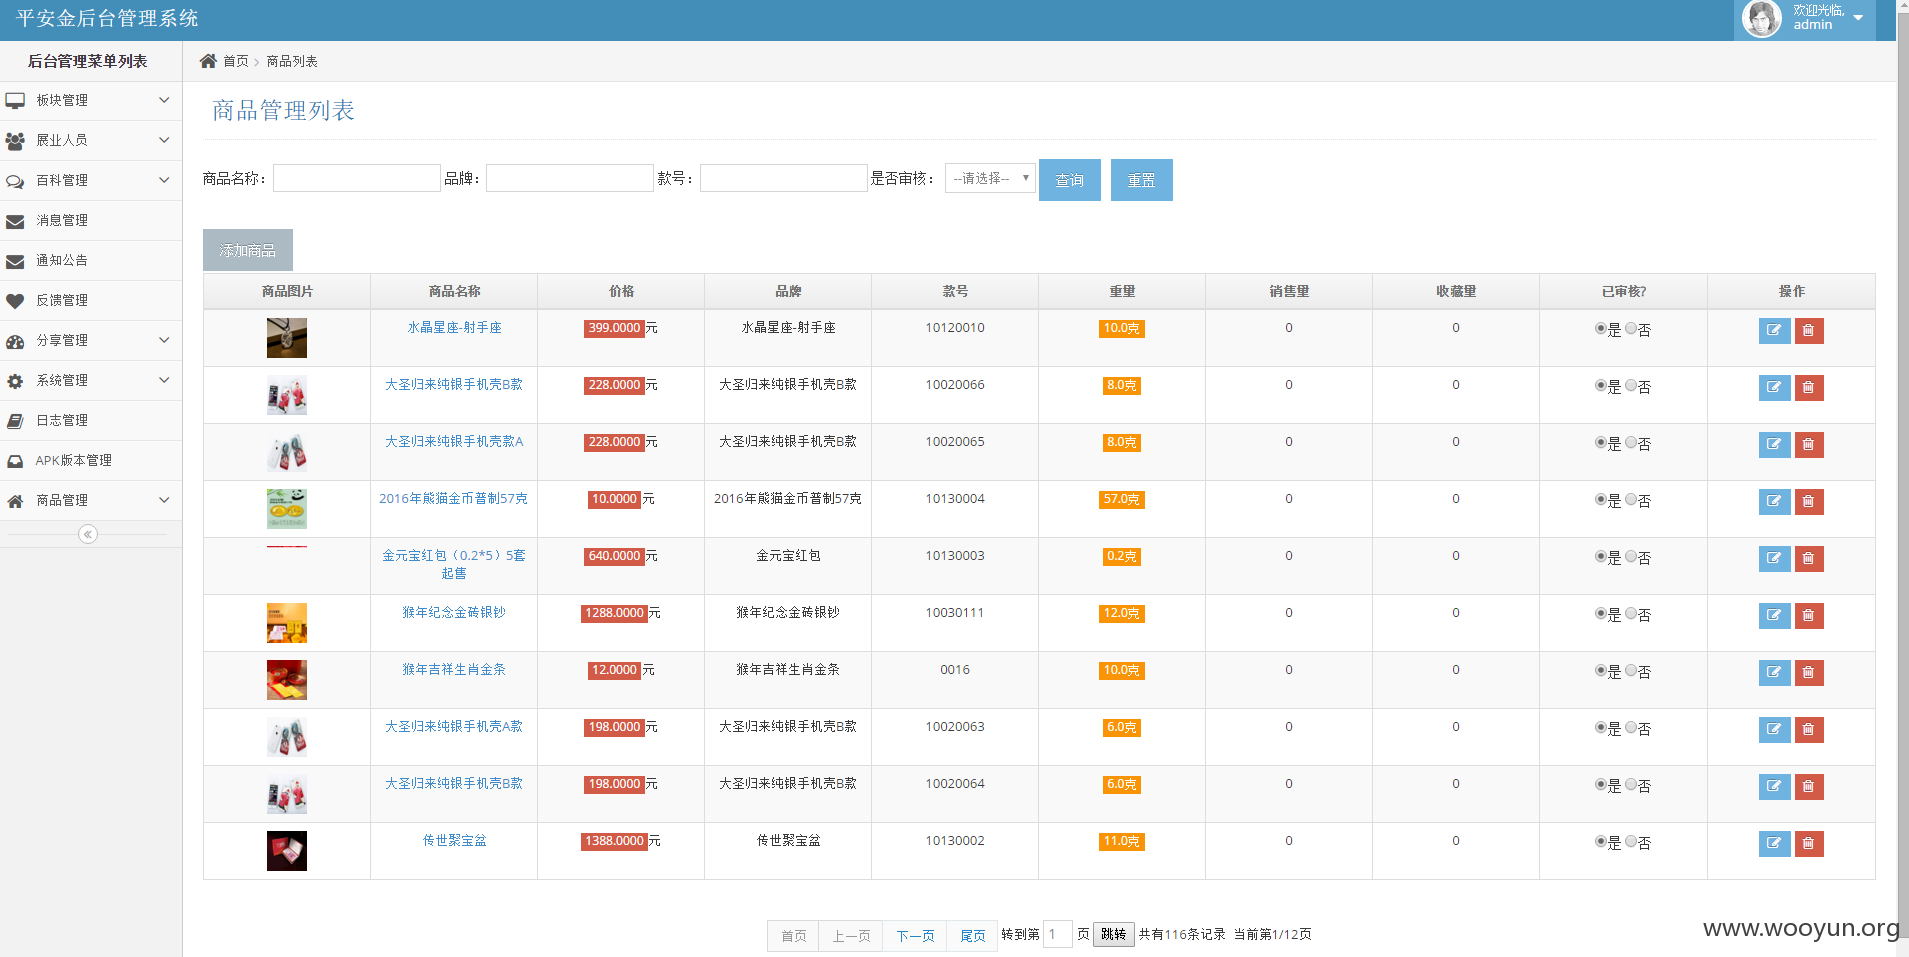 平安金后台管理系统
欢迎光临,
admin
后台管理菜单列表
首页 商品列表
板块管理
展业人员
百科管理
消息管理
通知公告
反馈管理
分享管理
系统管理
日志管理
APK版本管理
商品管理
商品管理列表
商品名称： 品牌： 款号： 是否审核： --请选择-- 查询 重置
添加商品
商品图片 商品名称 价格 品牌 款号 重量 销售量 收藏量 已审核? 操作
水晶星座-射手座 399.0000元 水晶星座-射手座 10120010 10.0克 0 0 是 否
大圣归来纯银手机壳B款 228.0000元 大圣归来纯银手机壳B款 10020066 8.0克 0 0 是 否
大圣归来纯银手机壳款A 228.0000元 大圣归来纯银手机壳B款 10020065 8.0克 0 0 是 否
2016年熊猫金币普制57克 10.0000元 2016年熊猫金币普制57克 10130004 57.0克 0 0 是 否
金元宝红包（0.2*5）5套
起售 640.0000元 金元宝红包 10130003 0.2克 0 0 是 否
猴年纪念金砖银钞 1288.0000元 猴年纪念金砖银钞 10030111 12.0克 0 0 是 否
猴年吉祥生肖金条 12.0000元 猴年吉祥生肖金条 0016 10.0克 0 0 是 否
大圣归来纯银手机壳A款 198.0000元 大圣归来纯银手机壳B款 10020063 6.0克 0 0 是 否
大圣归来纯银手机壳B款 198.0000元 大圣归来纯银手机壳B款 10020064 6.0克 0 0 是 否
传世聚宝盆 1388.0000元 传世聚宝盆 10130002 11.0克 0 0 是 否
首页 上一页 下一页 尾页 转到第 1 页 跳转 共有116条记录 当前第1/12页
www.wooyun.org